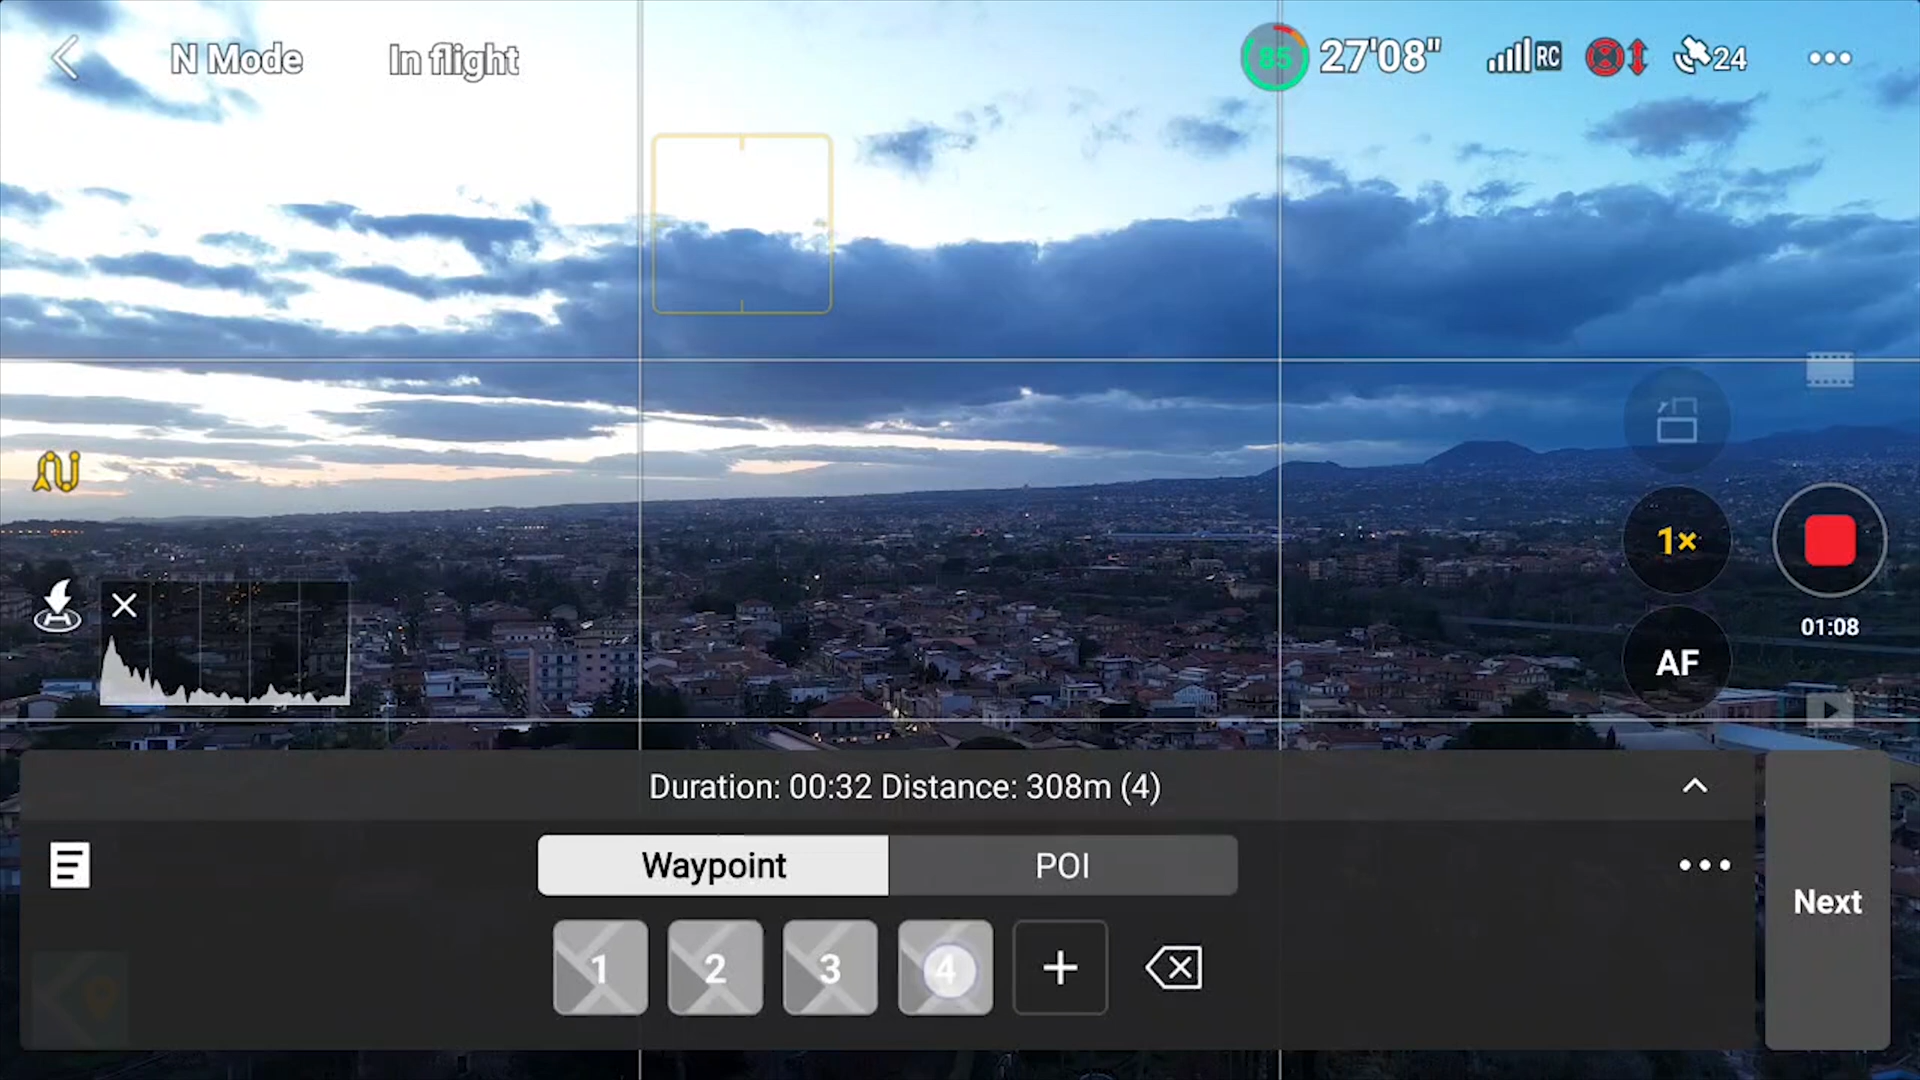 N Mode
In flight
85
27'08"
RC
24
1×
01:08
AF
Duration: 00:32 Distance: 308m (4)
Waypoint
POI
Next
1
2
3
4